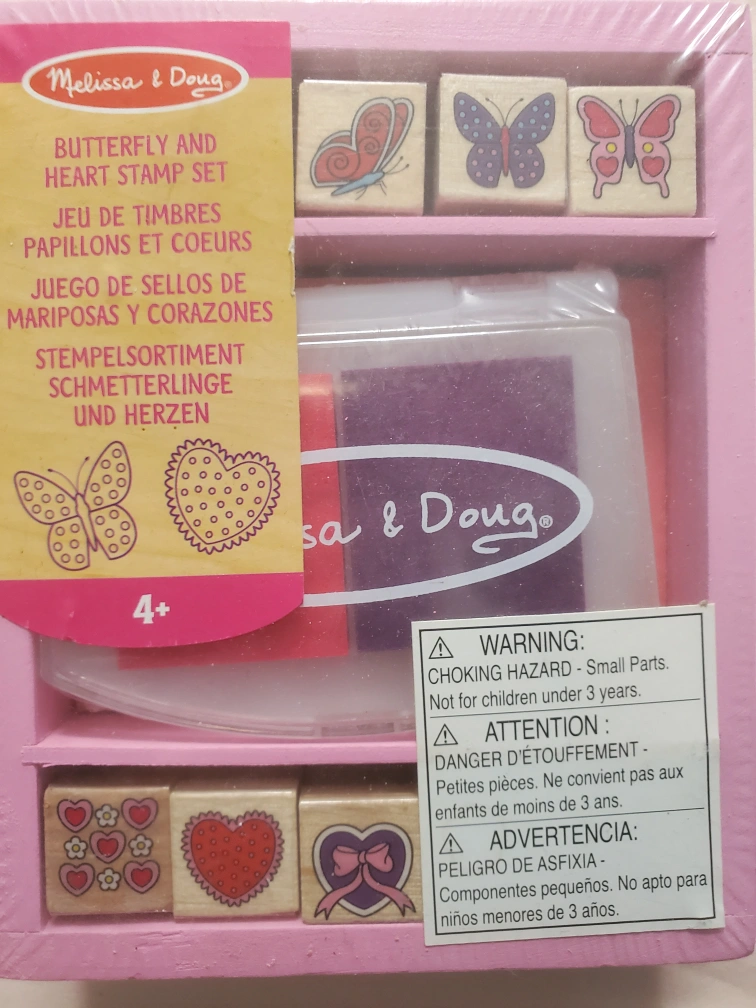 Melissa & Doug®
BUTTERFLY AND
HEART STAMP SET
JEU DE TIMBRES
PAPILLONS ET COEURS
JUEGO DE SELLOS DE
MARIPOSAS Y CORAZONES
STEMPELSORTIMENT
SCHMETTERLINGE
UND HERZEN
4+
ssa & Doug®
WARNING:
CHOKING HAZARD - Small Parts.
Not for children under 3 years.
ATTENTION :
DANGER D'ÉTOUFFEMENT -
Petites pièces. Ne convient pas aux
enfants de moins de 3 ans.
ADVERTENCIA:
PELIGRO DE ASFIXIA -
Componentes pequeños. No apto para
niños menores de 3 años.